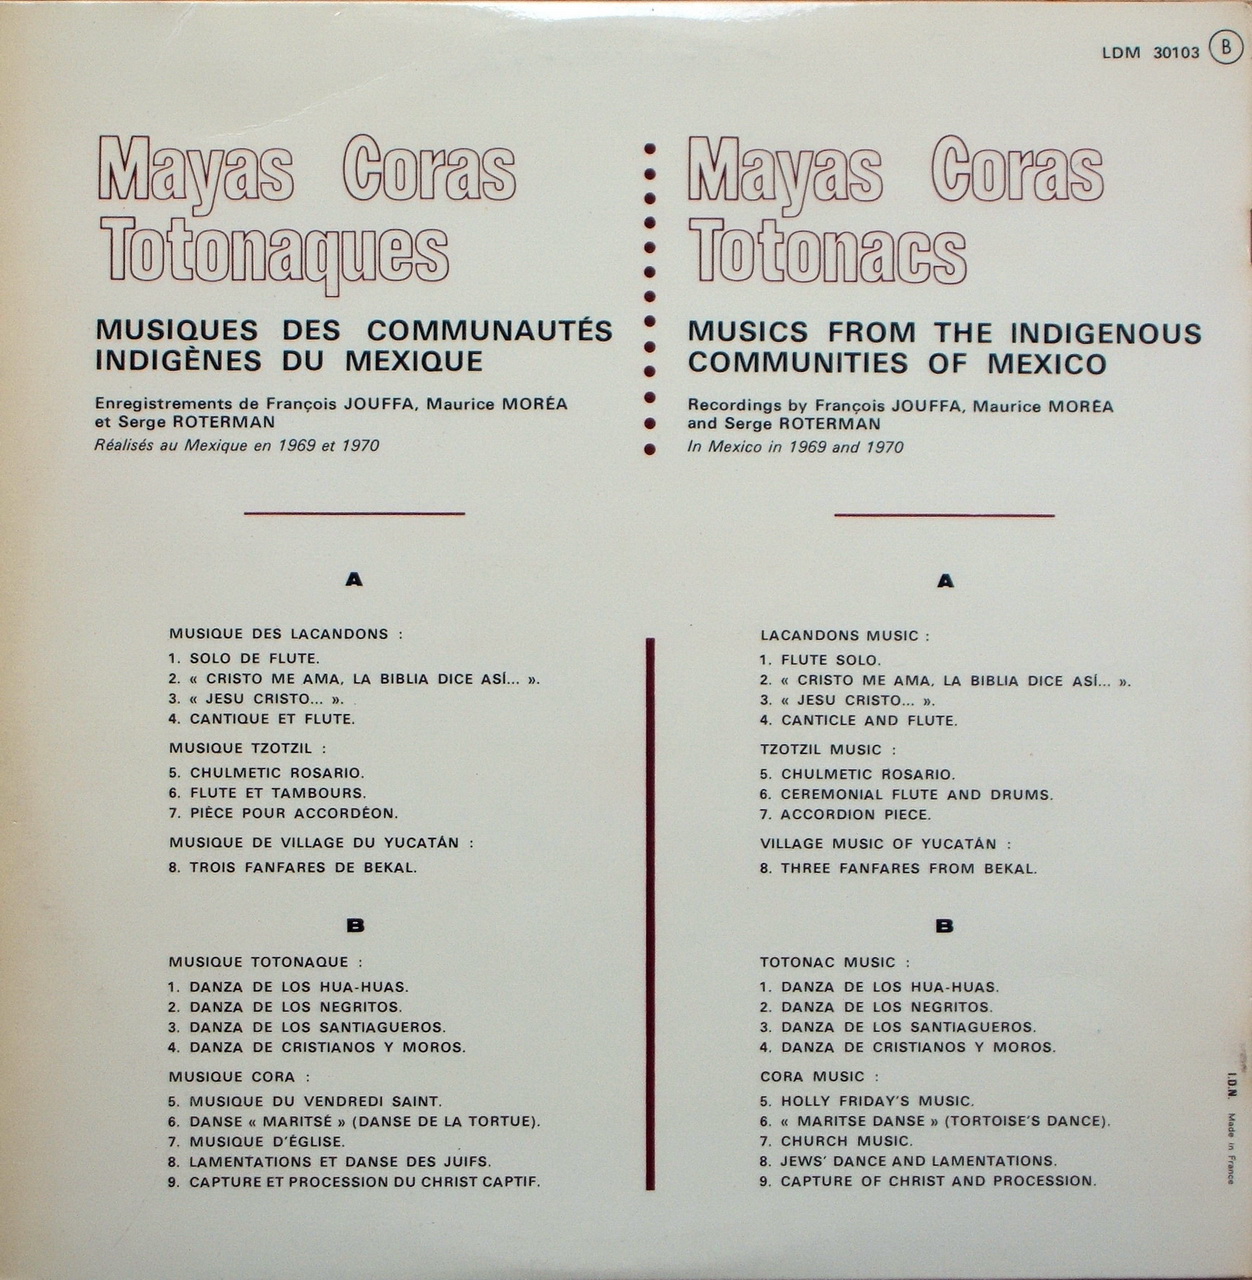 LDM 30103 B
Mayas Coras
Totonaques
MUSIQUES DES COMMUNAUTÉS
INDIGÈNES DU MEXIQUE
Enregistrements de François JOUFFA, Maurice MORÉA
et Serge ROTERMAN
Réalisés au Mexique en 1969 et 1970
A
MUSIQUE DES LACANDONS :
1. SOLO DE FLUTE.
2. « CRISTO ME AMA, LA BIBLIA DICE ASÍ... ».
3. « JESU CRISTO... ».
4. CANTIQUE ET FLUTE.
MUSIQUE TZOTZIL :
5. CHULMETIC ROSARIO.
6. FLUTE ET TAMBOURS.
7. PIÈCE POUR ACCORDÉON.
MUSIQUE DE VILLAGE DU YUCATÁN :
8. TROIS FANFARES DE BEKAL.
B
MUSIQUE TOTONAQUE :
1. DANZA DE LOS HUA-HUAS.
2. DANZA DE LOS NEGRITOS.
3. DANZA DE LOS SANTIAGUEROS.
4. DANZA DE CRISTIANOS Y MOROS.
MUSIQUE CORA :
5. MUSIQUE DU VENDREDI SAINT.
6. DANSE « MARITSÉ » (DANSE DE LA TORTUE).
7. MUSIQUE D'ÉGLISE.
8. LAMENTATIONS ET DANSE DES JUIFS.
9. CAPTURE ET PROCESSION DU CHRIST CAPTIF.
Mayas Coras
Totonacs
MUSICS FROM THE INDIGENOUS
COMMUNITIES OF MEXICO
Recordings by François JOUFFA, Maurice MORÉA
and Serge ROTERMAN
In Mexico in 1969 and 1970
A
LACANDONS MUSIC :
1. FLUTE SOLO.
2. « CRISTO ME AMA, LA BIBLIA DICE ASÍ... ».
3. « JESU CRISTO... ».
4. CANTICLE AND FLUTE.
TZOTZIL MUSIC :
5. CHULMETIC ROSARIO.
6. CEREMONIAL FLUTE AND DRUMS.
7. ACCORDION PIECE.
VILLAGE MUSIC OF YUCATÁN :
8. THREE FANFARES FROM BEKAL.
B
TOTONAC MUSIC :
1. DANZA DE LOS HUA-HUAS.
2. DANZA DE LOS NEGRITOS.
3. DANZA DE LOS SANTIAGUEROS.
4. DANZA DE CRISTIANOS Y MOROS.
CORA MUSIC :
5. HOLLY FRIDAY'S MUSIC.
6. « MARITSE DANSE » (TORTOISE'S DANCE).
7. CHURCH MUSIC.
8. JEWS' DANCE AND LAMENTATIONS.
9. CAPTURE OF CHRIST AND PROCESSION.
I.D.N. Made in France